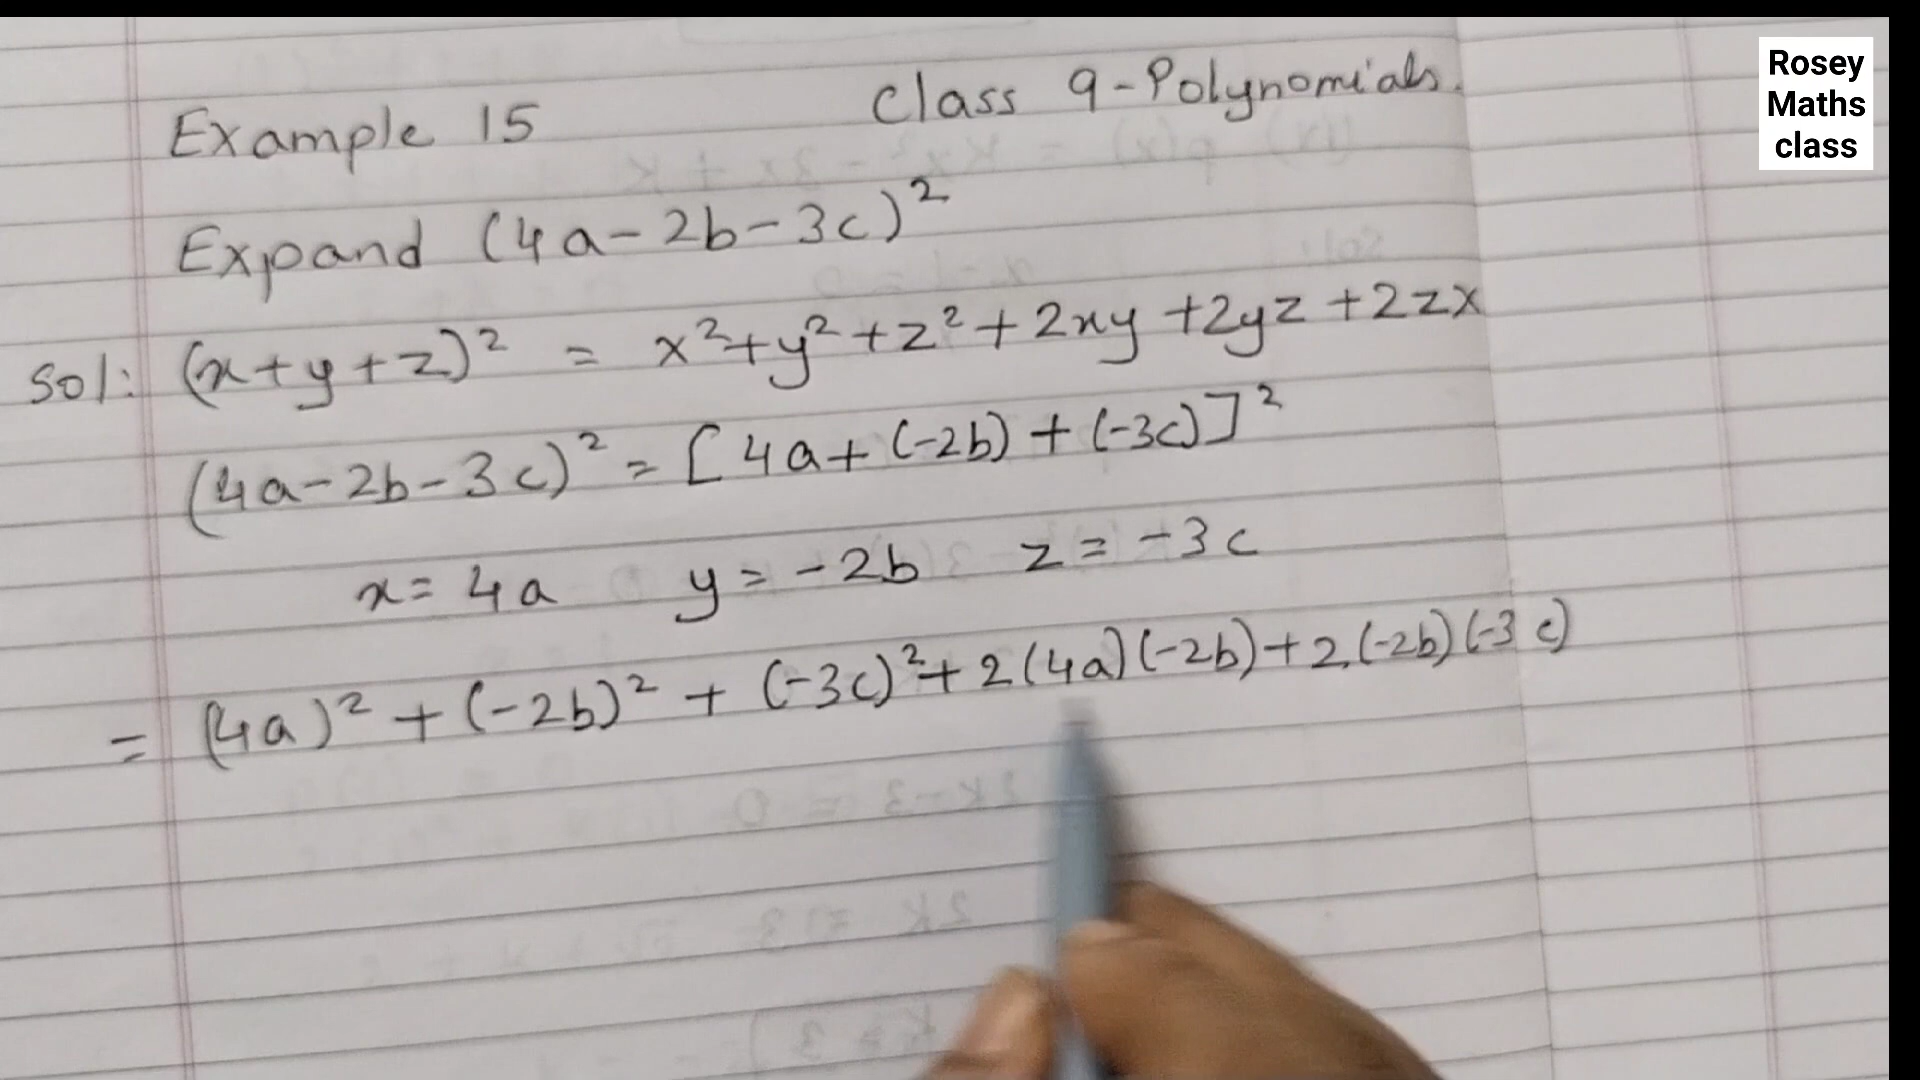 Rosey
Maths
class
Class 9-Polynomials.
Example 15
Expand (4a-2b-3c)²
Sol: (x+y+z)² = x²+y²+z²+2xy+2yz+2zx
(4a-2b-3c)² = [4a+(-2b)+(-3c)]²
x=4a y=-2b z=-3c
= (4a)²+(-2b)²+(-3c)²+2(4a)(-2b)+2.(-2b)(-3c)